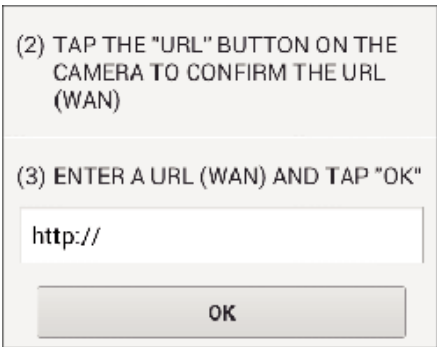 (2) TAP THE "URL" BUTTON ON THE
CAMERA TO CONFIRM THE URL
(WAN)
(3) ENTER A URL (WAN) AND TAP "OK"
http://
OK